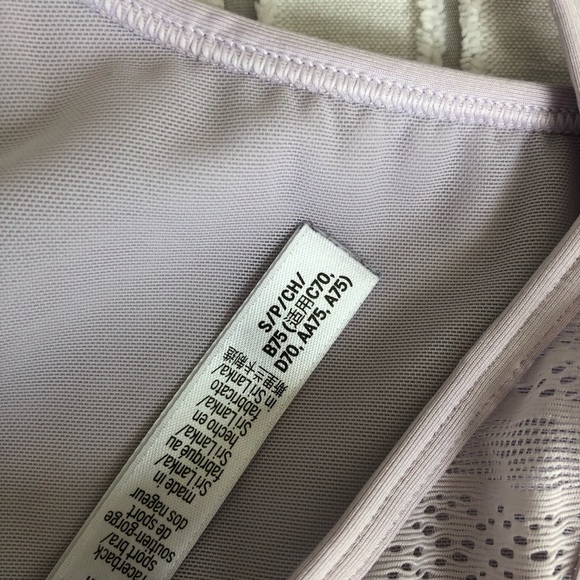 S/P/CH/
B75 (适用C70,
D70, AA75, A75)
racerback
sport bra/
soutien-gorge
de sport
dos nageur
made in
Sri Lanka/
fabriqué au
Sri Lanka/
hecho en
Sri Lanka/
fabbricato
in Sri Lanka/
斯里兰卡制造